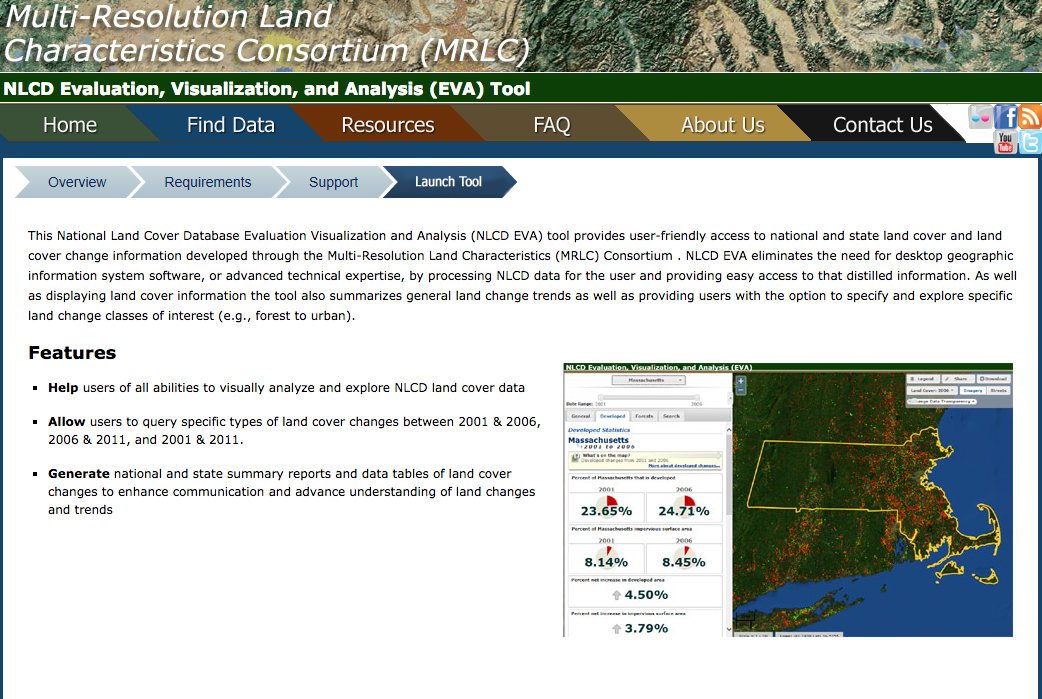 Multi-Resolution Land
Characteristics Consortium (MRLC)
NLCD Evaluation, Visualization, and Analysis (EVA) Tool
Home Find Data Resources FAQ About Us Contact Us
You
Tube
Overview Requirements Support Launch Tool
This National Land Cover Database Evaluation Visualization and Analysis (NLCD EVA) tool provides user-friendly access to national and state land cover and land
cover change information developed through the Multi-Resolution Land Characteristics (MRLC) Consortium . NLCD EVA eliminates the need for desktop geographic
information system software, or advanced technical expertise, by processing NLCD data for the user and providing easy access to that distilled information. As well
as displaying land cover information the tool also summarizes general land change trends as well as providing users with the option to specify and explore specific
land change classes of interest (e.g., forest to urban).
Features
Help users of all abilities to visually analyze and explore NLCD land cover data
Allow users to query specific types of land cover changes between 2001 & 2006,
2006 & 2011, and 2001 & 2011.
Generate national and state summary reports and data tables of land cover
changes to enhance communication and advance understanding of land changes
and trends
NLCD Evaluation, Visualization, and Analysis (EVA)
Massachusetts
Legend Share Download
Land Cover: 2006 Imagery Streets
Change Data Transparency
Date Range: 2001 2006
General Developed Forests Search
Developed Statistics
Massachusetts
2001 to 2006
What's on the map?
Developed changes from 2001 and 2006
More about developed changes...
Percent of Massachusetts that is developed
2001 2006
23.65% 24.71%
Percent of Massachusetts impervious surface area
2001 2006
8.14% 8.45%
Percent net increase in developed area
4.50%
Percent net increase in impervious surface area
3.79%